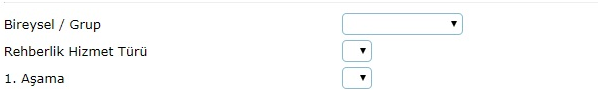 Bireysel / Grup
Rehberlik Hizmet Türü
1. Aşama